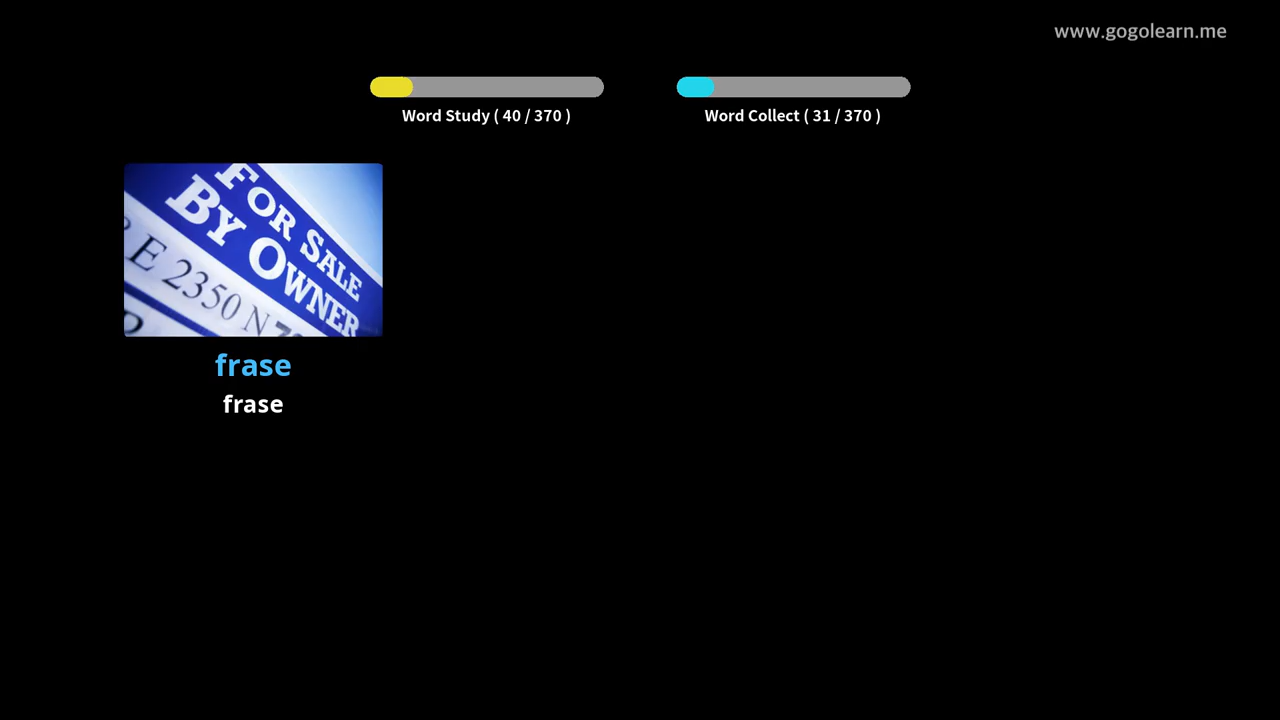 www.gogolearn.me
Word Study ( 40 / 370 )
Word Collect ( 31 / 370 )
FOR SALE
BY OWNER
E 2350 N
frase
frase